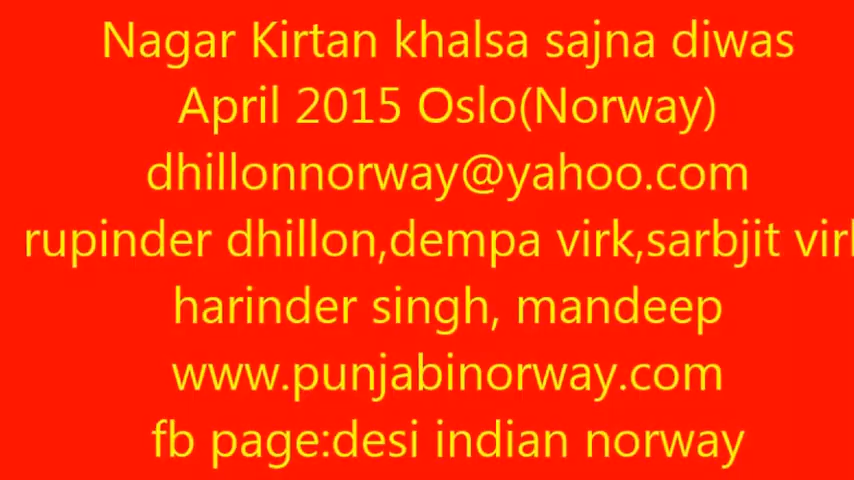 Nagar Kirtan khalsa sajna diwas
April 2015 Oslo(Norway)
dhillonnorway@yahoo.com
rupinder dhillon,dempa virk,sarbjit
harinder singh, mandeep
www.punjabinorway.com
fb page:desi indian norway